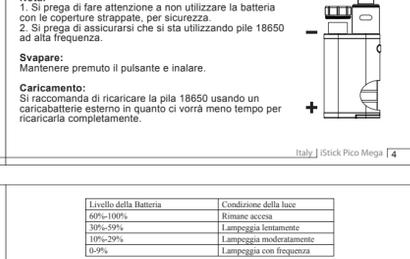 1. Si prega di fare attenzione a non utilizzare la batteria
con le coperture strappate, per sicurezza.
2. Si prega di assicurarsi che si sta utilizzando pile 18650
ad alta frequenza.
Svapare:
Mantenere premuto il pulsante e inalare.
Caricamento:
Si raccomanda di ricaricare la pila 18650 usando un
caricabatterie esterno in quanto ci vorrà meno tempo per
ricaricarla completamente.
−
+
Italy | iStick Pico Mega | 4
Livello della Batteria Condizione della luce
60%-100% Rimane accesa
30%-59% Lampeggia lentamente
10%-29% Lampeggia moderatamente
0-9% Lampeggia con frequenza